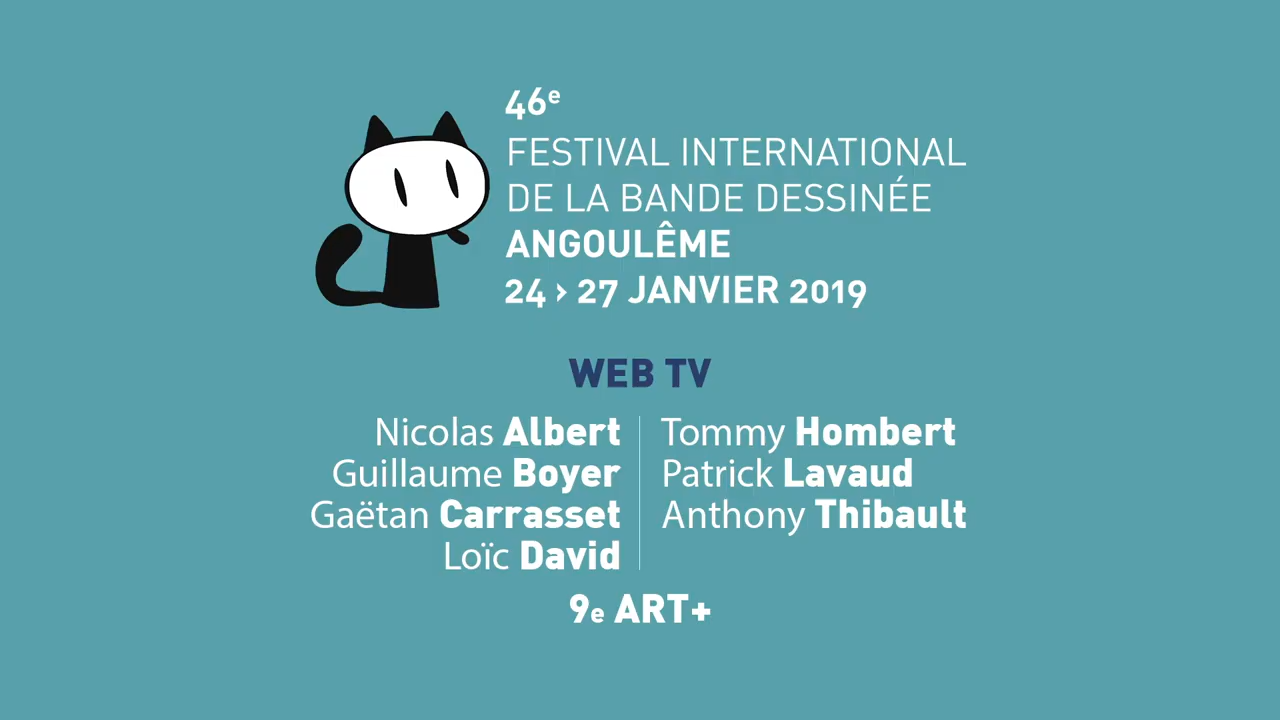 46e
FESTIVAL INTERNATIONAL
DE LA BANDE DESSINÉE
ANGOULÊME
24 › 27 JANVIER 2019
WEB TV
Nicolas Albert
Guillaume Boyer
Gaëtan Carrasset
Loïc David
Tommy Hombert
Patrick Lavaud
Anthony Thibault
9e ART+